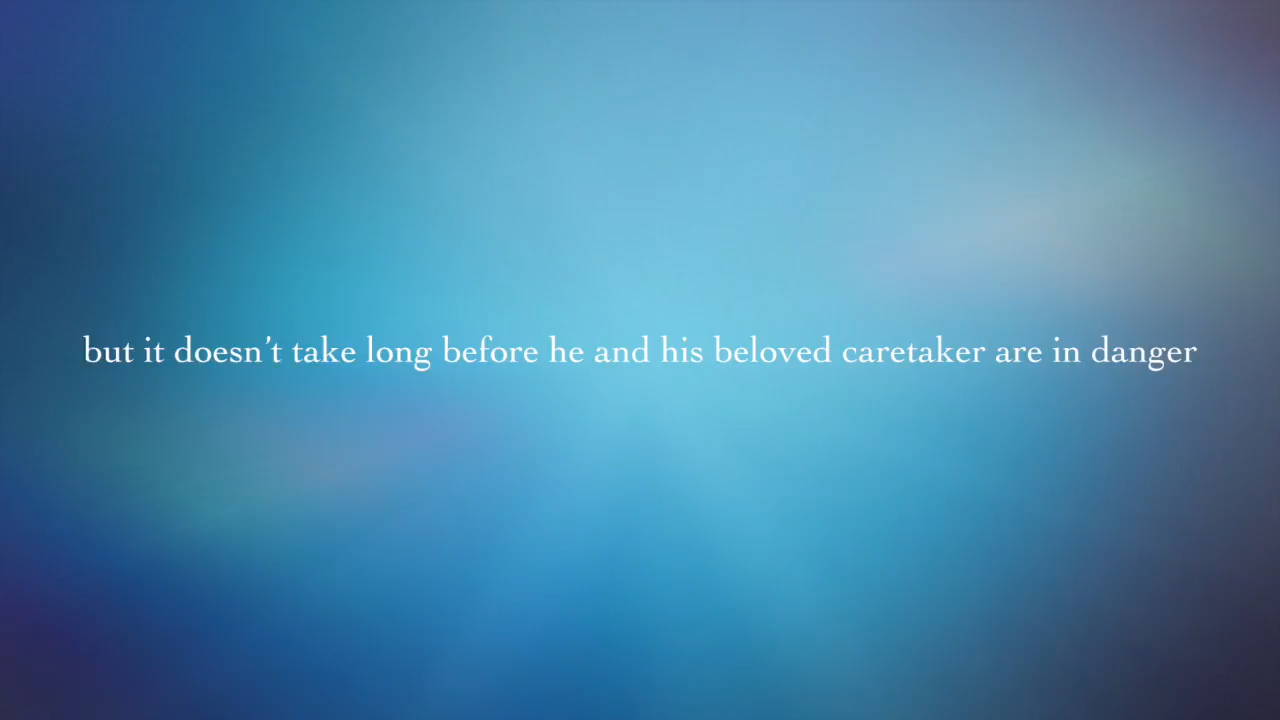 but it doesn’t take long before he and his beloved caretaker are in danger